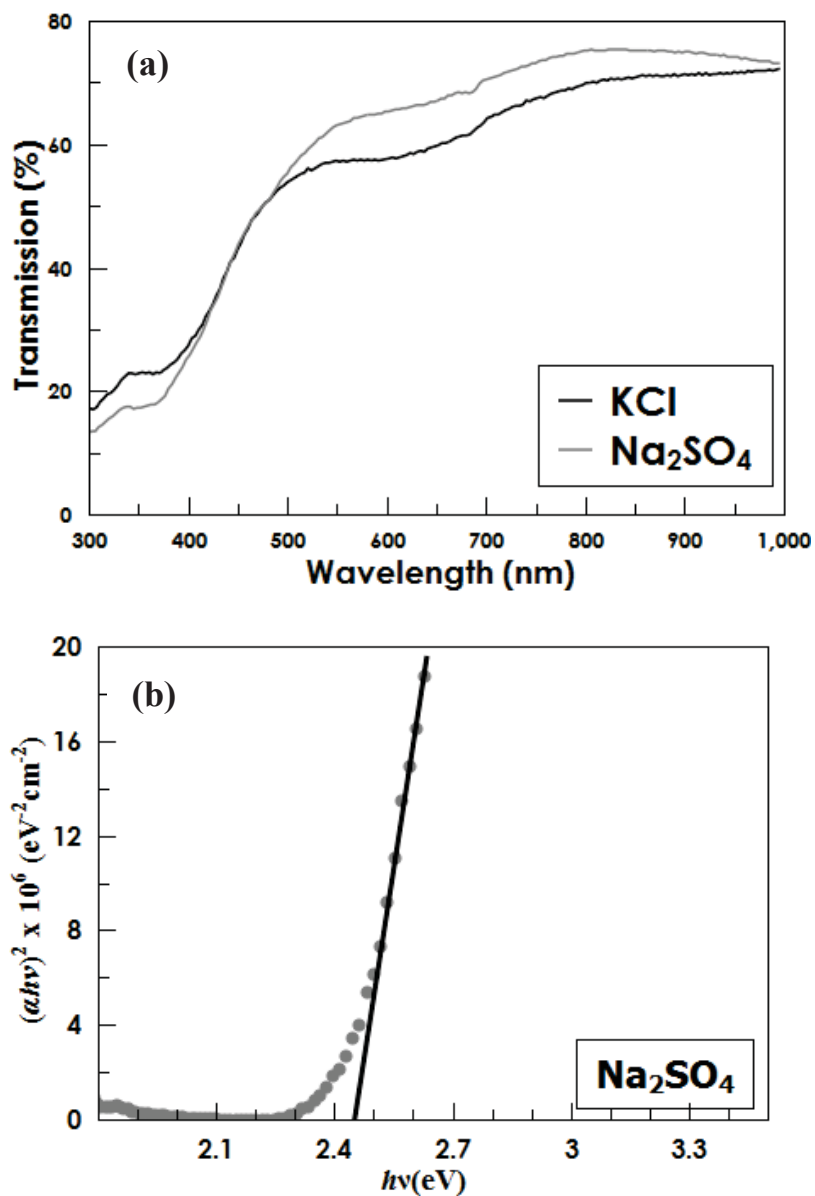 (a)
Transmission (%)
80
60
40
20
0
300 400 500 600 700 800 900 1,000
Wavelength (nm)
KCl
Na₂SO₄
(b)
(αhν)² x 10⁶ (eV⁻²cm⁻²)
20
16
12
8
4
0
2.1 2.4 2.7 3 3.3
hν(eV)
Na₂SO₄